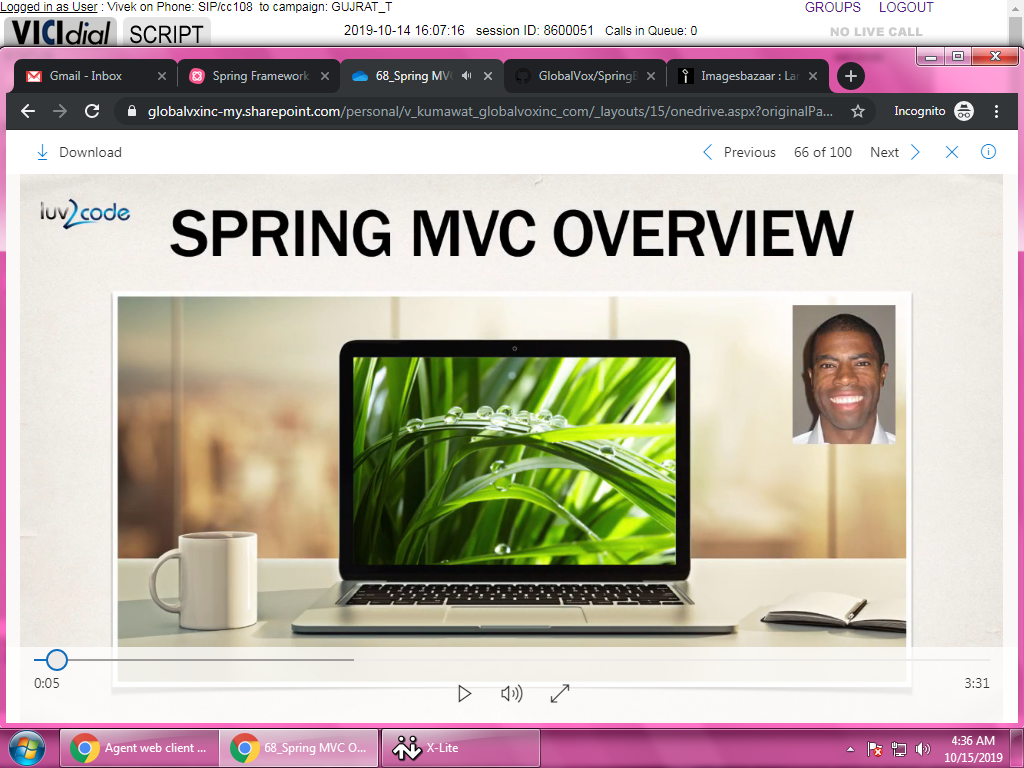 Logged in as User : Vivek on Phone: SIP/cc108 to campaign: GUJRAT_T
GROUPS LOGOUT
VICIdial SCRIPT
2019-10-14 16:07:16 session ID: 8600051 Calls in Queue: 0
NO LIVE CALL
Gmail - Inbox
Spring Framework
68_Spring MV
GlobalVox/Spring
Imagesbazaar : La
globalvxinc-my.sharepoint.com/personal/v_kumawat_globalvoxinc_com/_layouts/15/onedrive.aspx?originalPa...
Incognito
Download
Previous 66 of 100 Next
luv2code
SPRING MVC OVERVIEW
0:05
3:31
Agent web client ...
68_Spring MVC O...
X-Lite
4:36 AM
10/15/2019